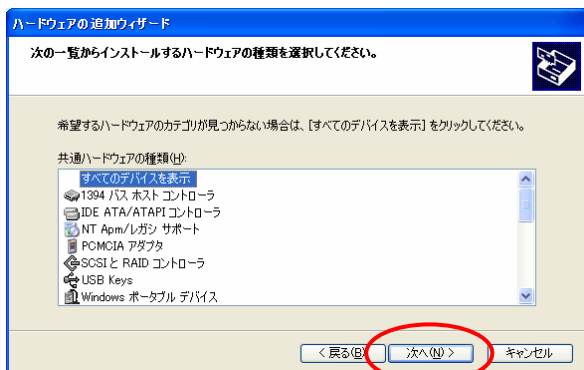 ハードウェアの追加ウィザード
次の一覧からインストールするハードウェアの種類を選択してください。
希望するハードウェアのカテゴリが見つからない場合は、[すべてのデバイスを表示] をクリックしてください。
共通ハードウェアの種類(H):
すべてのデバイスを表示
1394 バス ホスト コントローラ
IDE ATA/ATAPI コントローラ
NT Apm/レガシ サポート
PCMCIA アダプタ
SCSI と RAID コントローラ
USB Keys
Windows ポータブル デバイス
< 戻る(B) 次へ(N) > キャンセル